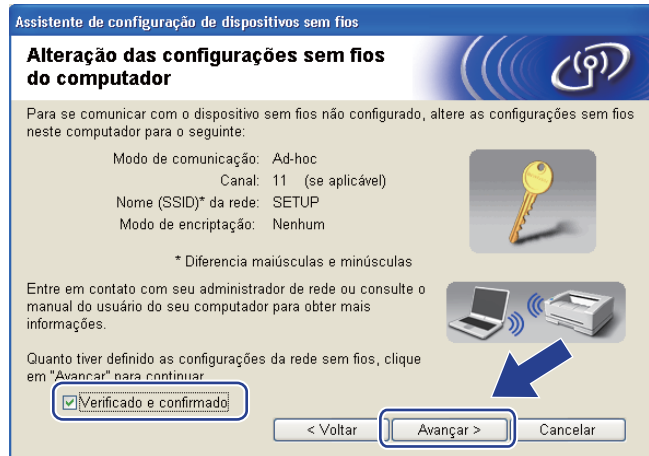 Assistente de configuração de dispositivos sem fios
Alteração das configurações sem fios
do computador
Para se comunicar com o dispositivo sem fios não configurado, altere as configurações sem fios
neste computador para o seguinte:
Modo de comunicação: Ad-hoc
Canal: 11 (se aplicável)
Nome (SSID)* da rede: SETUP
Modo de encriptação: Nenhum
* Diferencia maiúsculas e minúsculas
Entre em contato com seu administrador de rede ou consulte o
manual do usuário do seu computador para obter mais
informações.
Quanto tiver definido as configurações da rede sem fios, clique
em "Avançar" para continuar
Verificado e confirmado
< Voltar
Avançar >
Cancelar